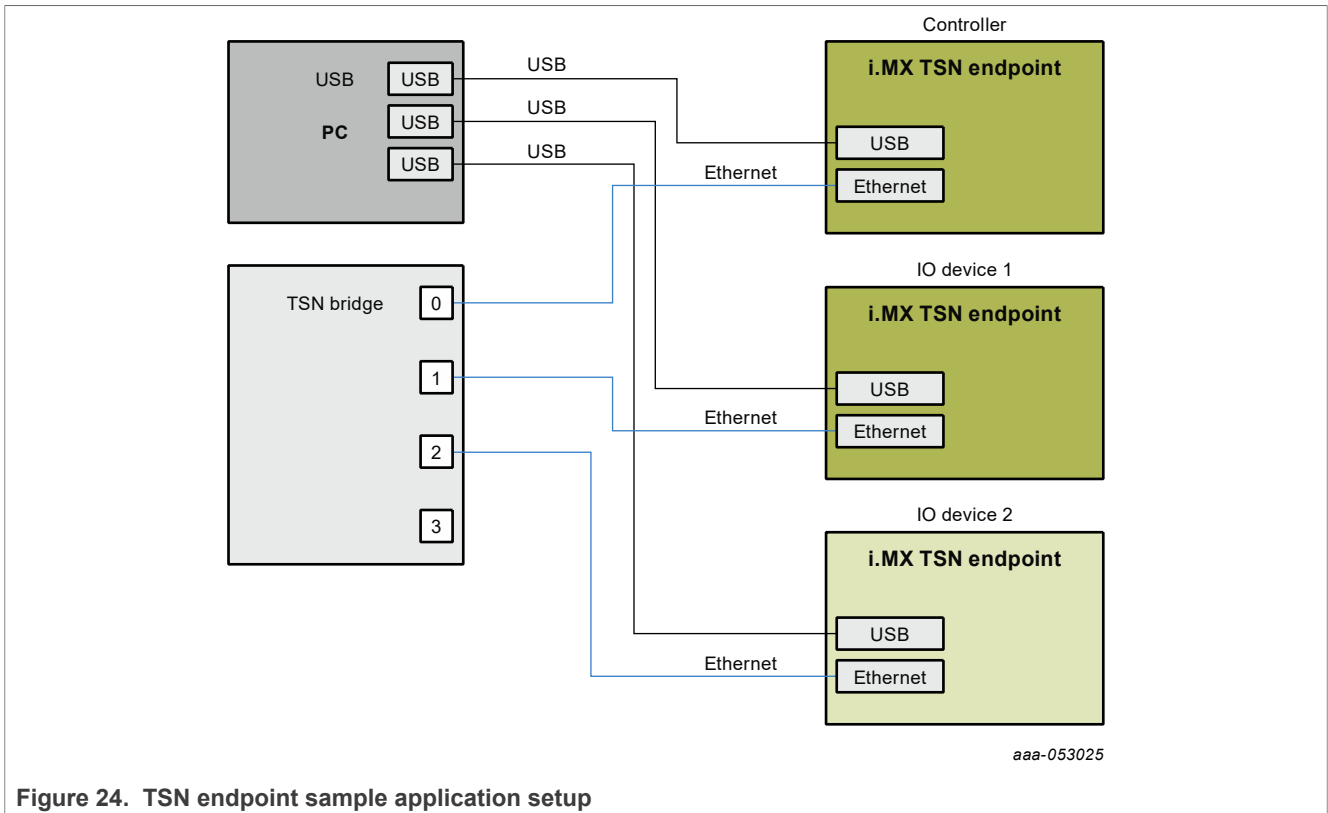 Controller
i.MX TSN endpoint
USB
Ethernet
USB
USB
PC
USB
USB
USB
USB
USB
Ethernet
TSN bridge
0
1
2
3
IO device 1
i.MX TSN endpoint
USB
Ethernet
Ethernet
IO device 2
i.MX TSN endpoint
USB
Ethernet
Ethernet
aaa-053025
Figure 24. TSN endpoint sample application setup